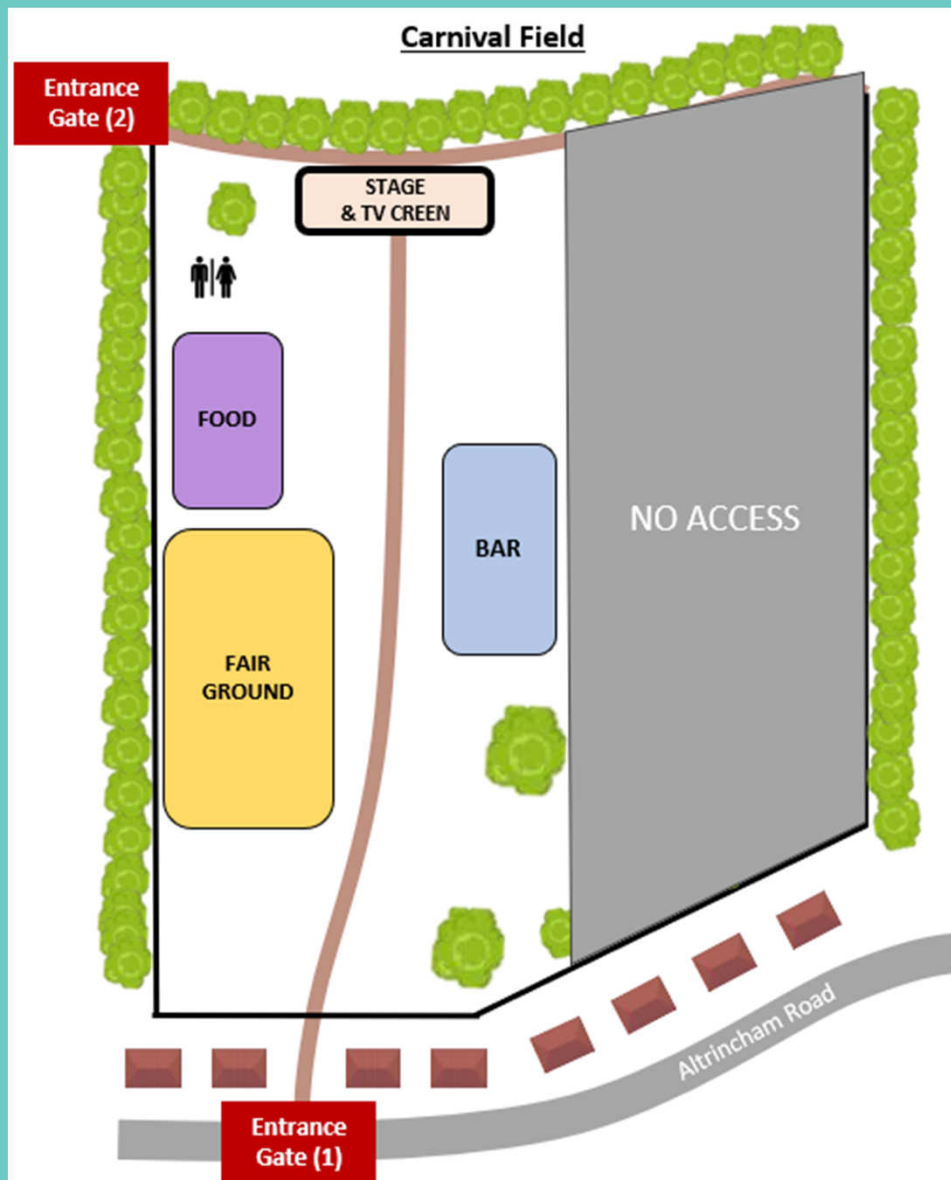 Carnival Field
Entrance
Gate (2)
STAGE
& TV CREEN
FOOD
NO ACCESS
BAR
FAIR
GROUND
Altrincham Road
Entrance
Gate (1)